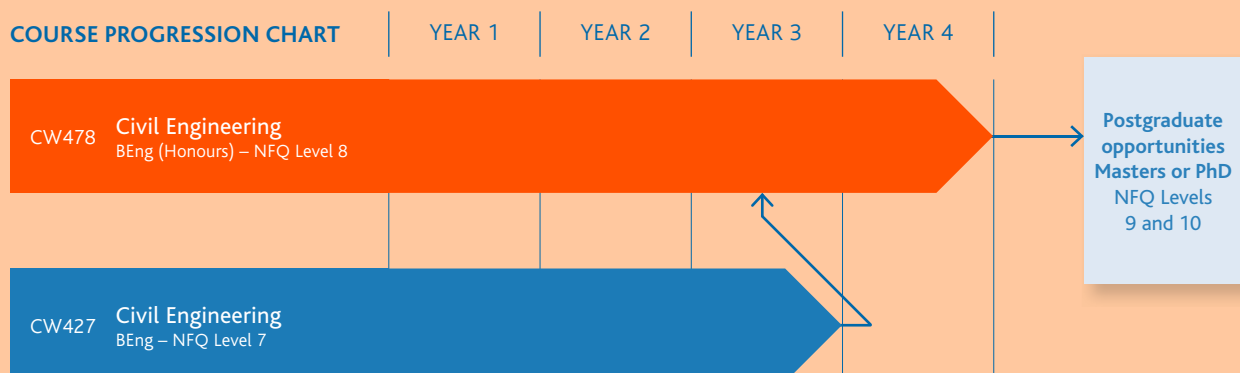 COURSE PROGRESSION CHART
YEAR 1
YEAR 2
YEAR 3
YEAR 4
CW478
Civil Engineering
BEng (Honours) – NFQ Level 8
Postgraduate
opportunities
Masters or PhD
NFQ Levels
9 and 10
CW427
Civil Engineering
BEng – NFQ Level 7